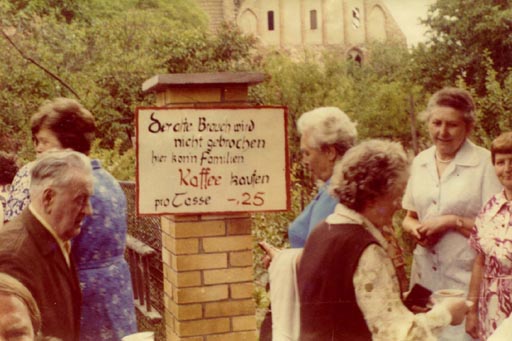 Der alte Brauch wird
nicht gebrochen
hier kann Familien
Kaffee kaufen
pro Tasse -,25